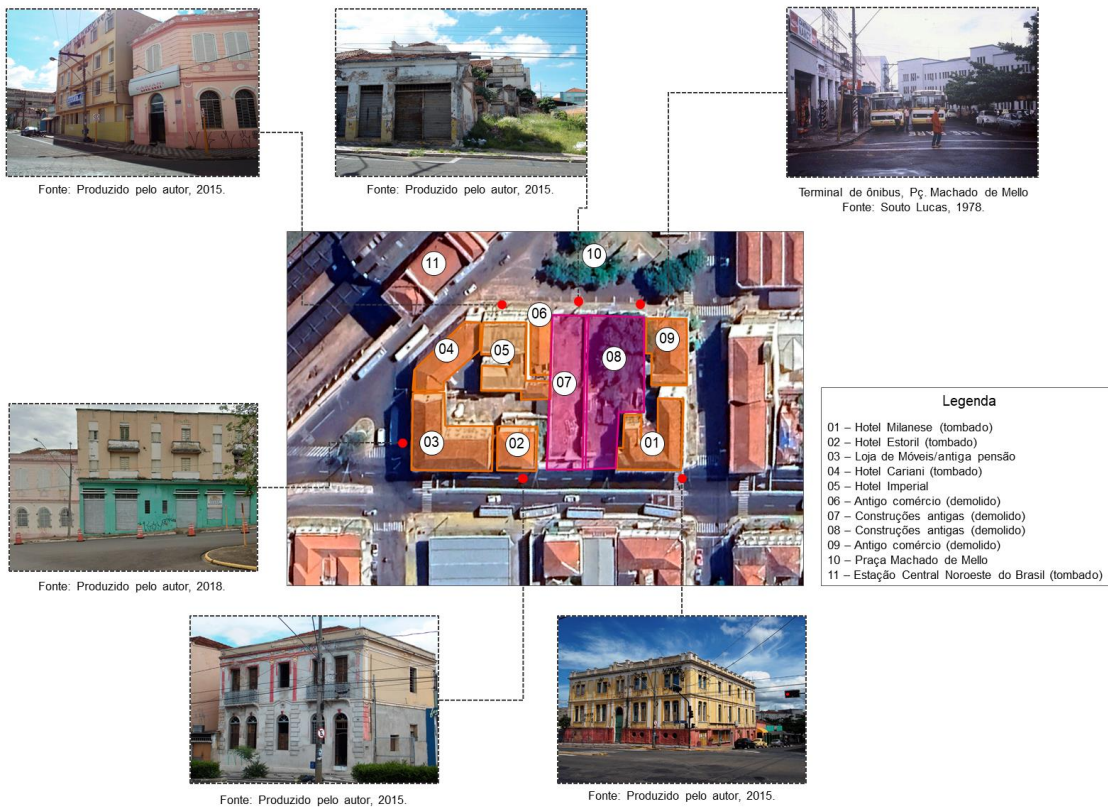 Fonte: Produzido pelo autor, 2015.
Fonte: Produzido pelo autor, 2015.
Terminal de ônibus, Pç. Machado de Mello
Fonte: Souto Lucas, 1978.
10
11
06
04
05
09
08
07
03
02
01
Fonte: Produzido pelo autor, 2018.
Legenda
01 – Hotel Milanese (tombado)
02 – Hotel Estoril (tombado)
03 – Loja de Móveis/antiga pensão
04 – Hotel Cariani (tombado)
05 – Hotel Imperial
06 – Antigo comércio (demolido)
07 – Construções antigas (demolido)
08 – Construções antigas (demolido)
09 – Antigo comércio (demolido)
10 – Praça Machado de Mello
11 – Estação Central Noroeste do Brasil (tombado)
Fonte: Produzido pelo autor, 2015.
Fonte: Produzido pelo autor, 2015.